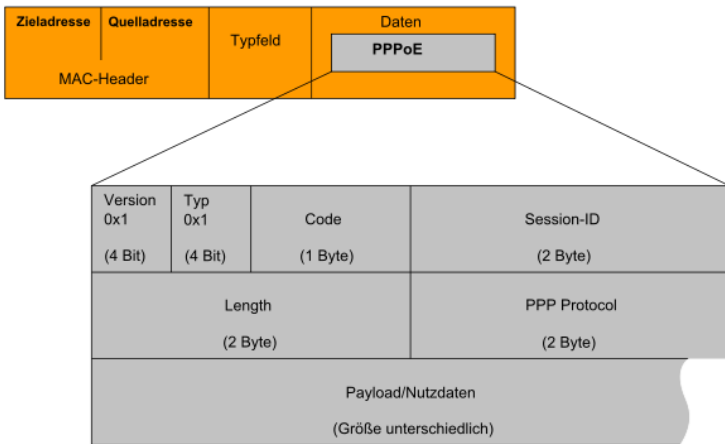 Zieladresse Quelladresse
MAC-Header
Typfeld
Daten
PPPoE
Version
0x1
(4 Bit)
Typ
0x1
(4 Bit)
Code
(1 Byte)
Session-ID
(2 Byte)
Length
(2 Byte)
PPP Protocol
(2 Byte)
Payload/Nutzdaten
(Größe unterschiedlich)